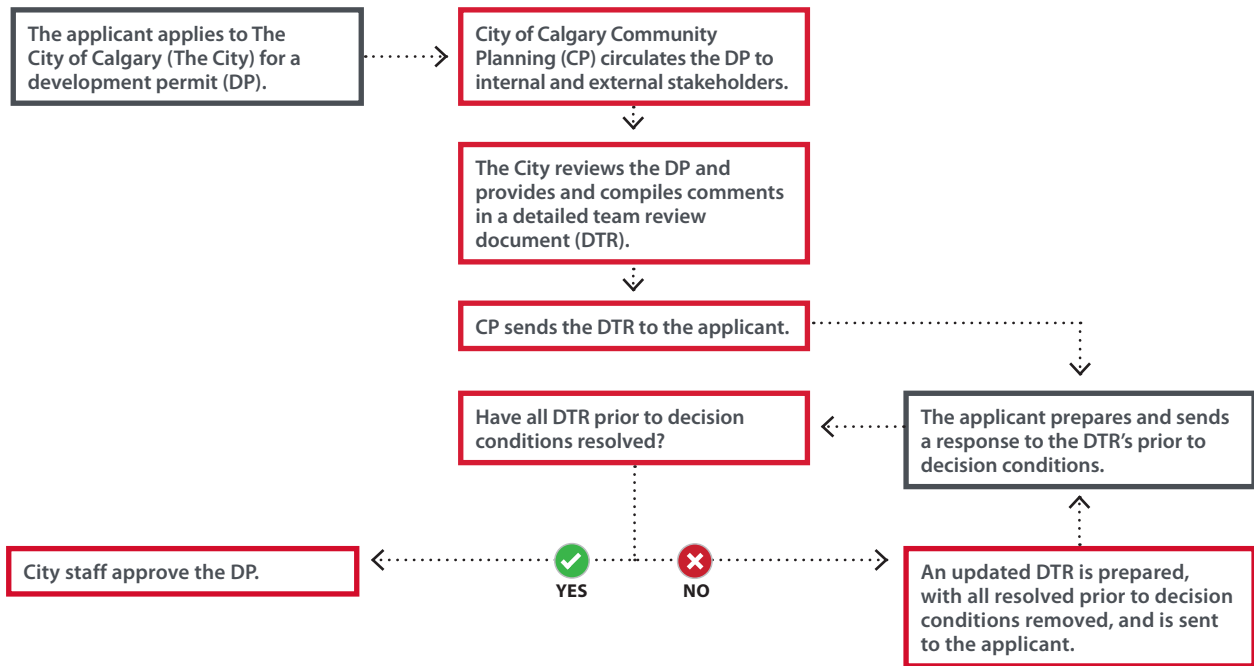 The applicant applies to The
City of Calgary (The City) for a
development permit (DP).
City of Calgary Community
Planning (CP) circulates the DP to
internal and external stakeholders.
The City reviews the DP and
provides and compiles comments
in a detailed team review
document (DTR).
CP sends the DTR to the applicant.
Have all DTR prior to decision
conditions resolved?
The applicant prepares and sends
a response to the DTR’s prior to
decision conditions.
City staff approve the DP.
YES
NO
An updated DTR is prepared,
with all resolved prior to decision
conditions removed, and is sent
to the applicant.